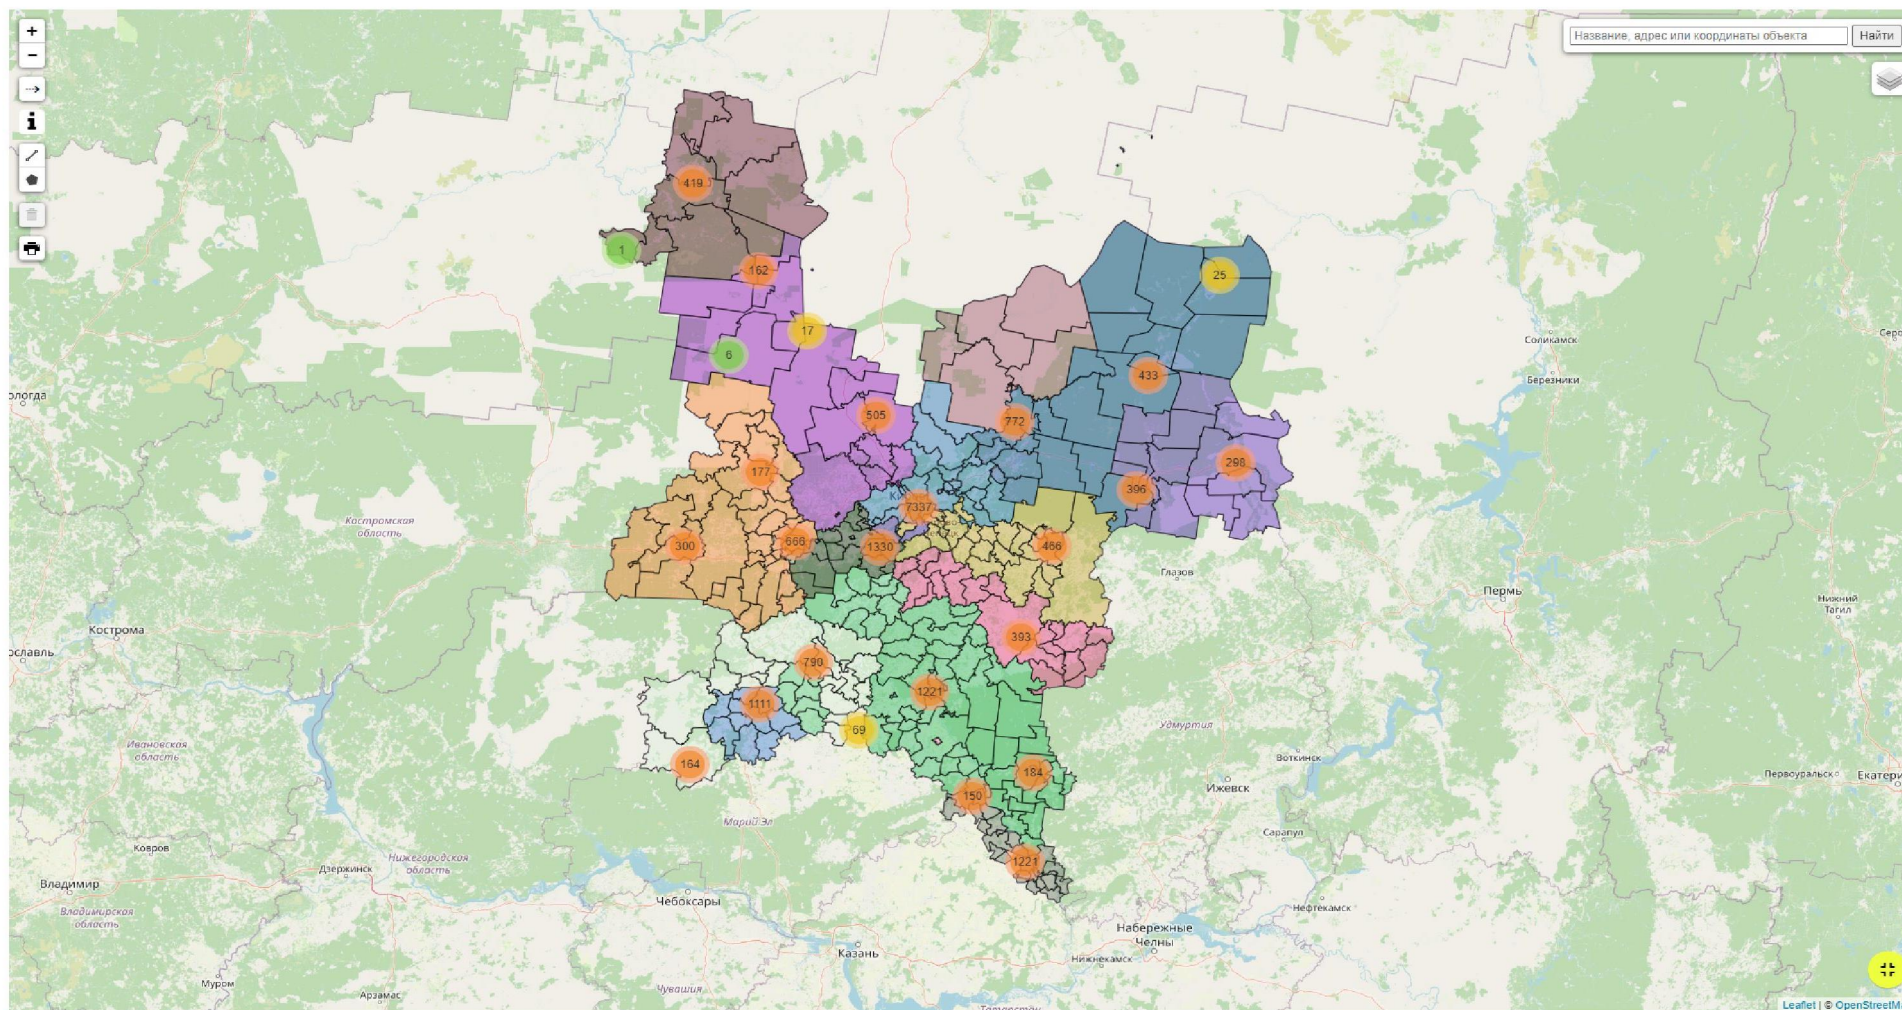 +
−
Название, адрес или координаты объекта
Найти
419
1
162
25
17
6
Соликамск
433
Березники
505
772
177
298
396
7337
Костромская
область
300
666
1330
466
Глазов
Пермь
Нижний
Тагил
Кострома
393
790
1221
1111
69
Удмуртия
Ивановская
область
164
184
Воткинск
Первоуральск
Ижевск
150
Марий Эл
Сарапул
Ковров
Нижегородская
область
Дзержинск
1221
Владимир
Чебоксары
Нефтекамск
Владимирская
область
Набережные
Челны
Казань
Нижнекамск
Муром
Чувашия
Арзамас
Leaflet | © OpenStreetM